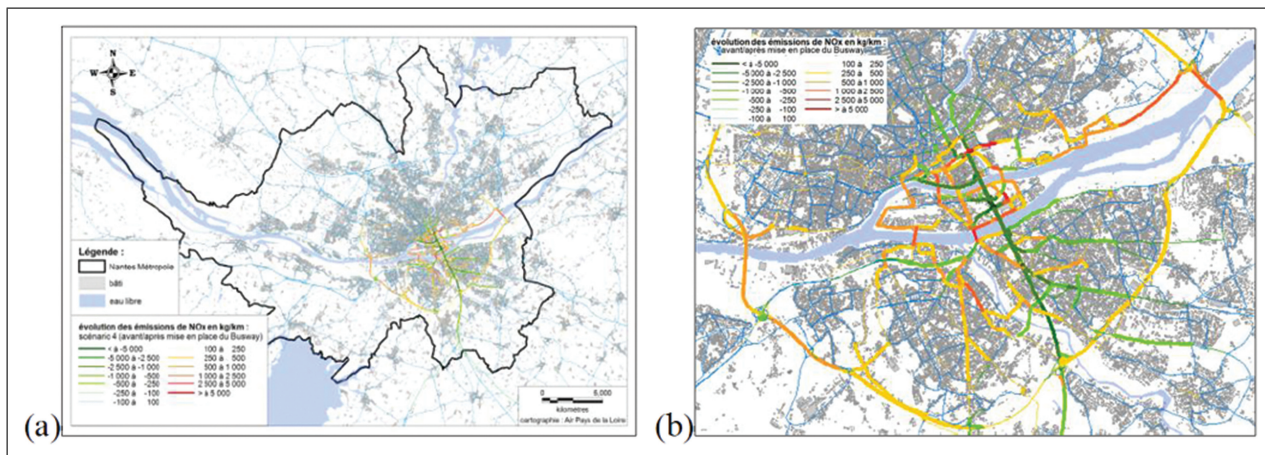 N
W E
S
Légende :
Nantes Métropole
bâti
eau libre
évolution des émissions de NOx en kg/km :
scénario 4 (avant/après mise en place du Busway)
< à -5 000
-5 000 à -2 500
-2 500 à -1 000
-1 000 à -500
-500 à -250
-250 à -100
-100 à 100
100 à 250
250 à 500
500 à 1 000
1 000 à 2 500
2 500 à 5 000
> à 5 000
0 5,000
kilomètres
cartographie : Air Pays de la Loire
(a)
évolution des émissions de NOx en kg/km :
(avant/après mise en place du Busway)
< à -5 000
-5 000 à -2 500
-2 500 à -1 000
-1 000 à -500
-500 à -250
-250 à -100
-100 à 100
100 à 250
250 à 500
500 à 1 000
1 000 à 2 500
2 500 à 5 000
> à 5 000
(b)